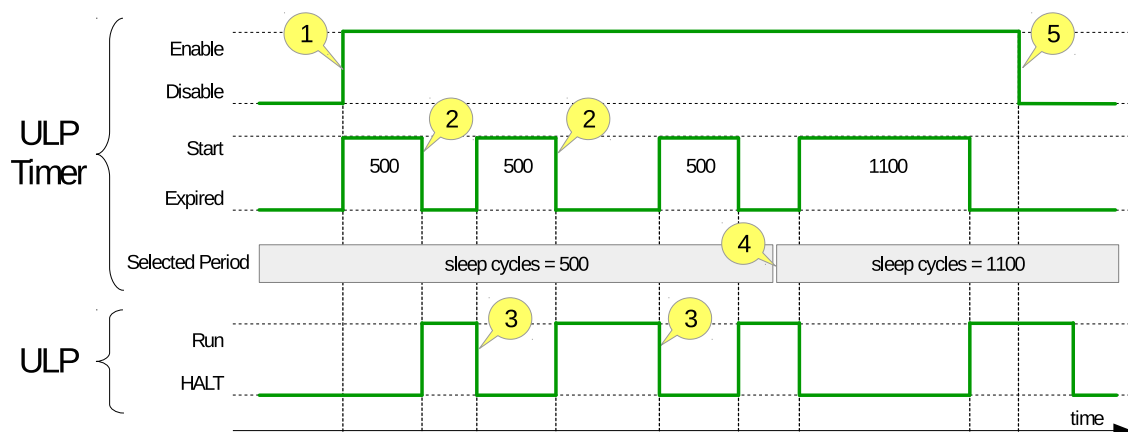 1
5
Enable
Disable
ULP
Timer
2
2
Start
500
500
500
1100
Expired
4
Selected Period
sleep cycles = 500
sleep cycles = 1100
3
3
Run
ULP
HALT
time